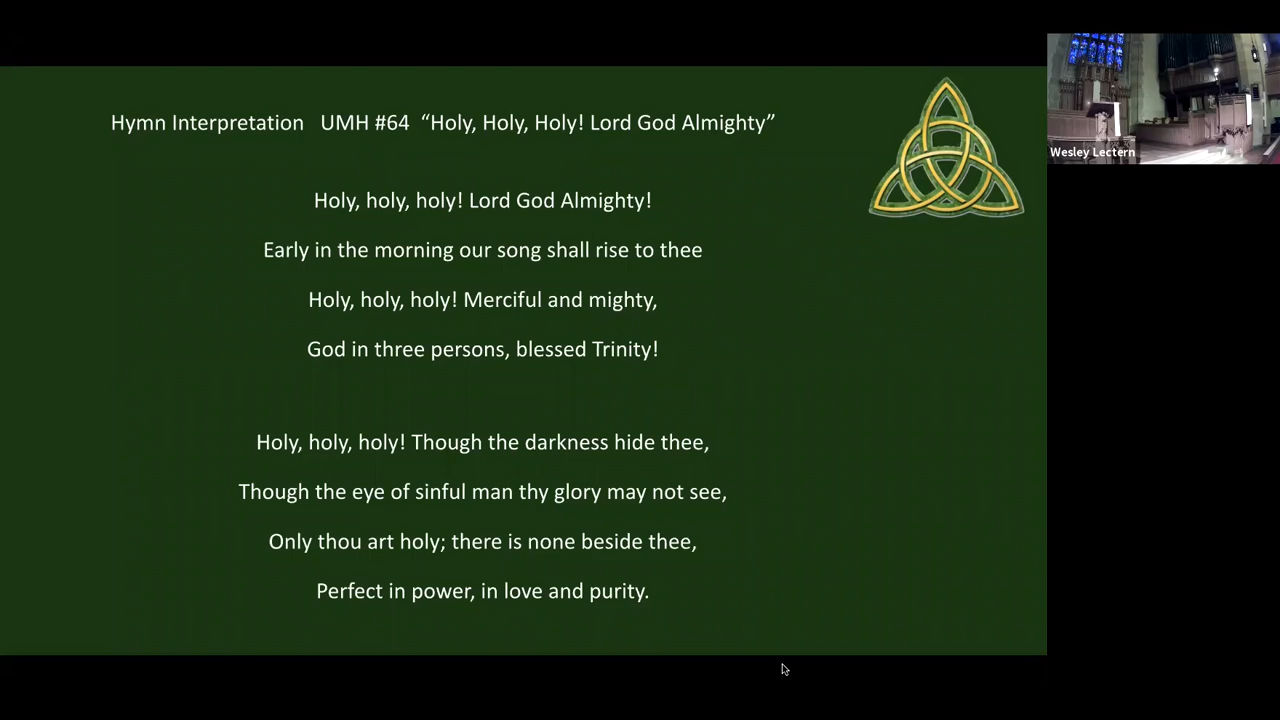 Hymn Interpretation UMH #64 “Holy, Holy, Holy! Lord God Almighty”
Holy, holy, holy! Lord God Almighty!
Early in the morning our song shall rise to thee
Holy, holy, holy! Merciful and mighty,
God in three persons, blessed Trinity!
Holy, holy, holy! Though the darkness hide thee,
Though the eye of sinful man thy glory may not see,
Only thou art holy; there is none beside thee,
Perfect in power, in love and purity.
Wesley Lectern